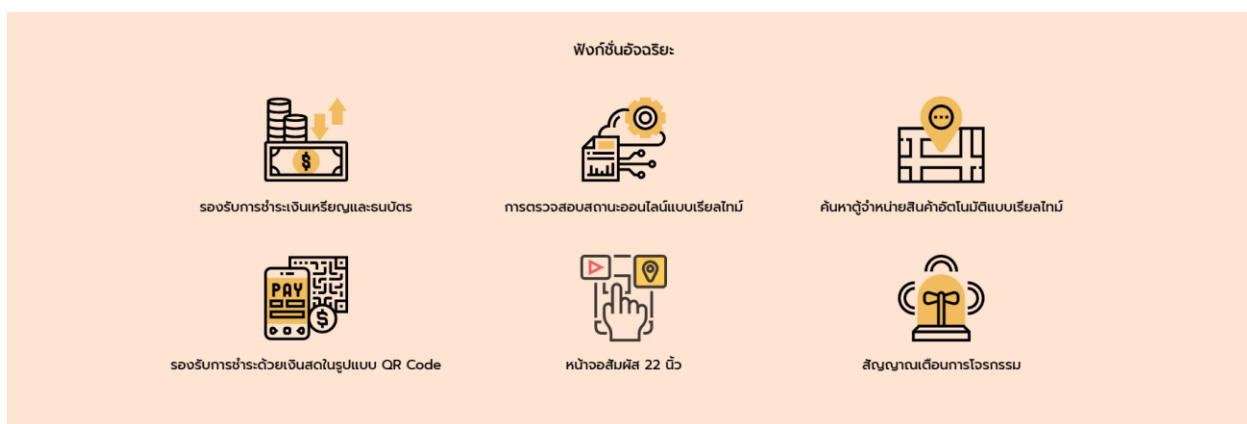 ฟังก์ชั่นอัจฉริยะ
รองรับการชำระเงินเหรียญและธนบัตร
การตรวจสอบสถานะออนไลน์แบบเรียลไทม์
ค้นหาตู้จำหน่ายสินค้าอัตโนมัติแบบเรียลไทม์
PAY
รองรับการชำระด้วยเงินสดในรูปแบบ QR Code
หน้าจอสัมผัส 22 นิ้ว
สัญญาณเตือนการโจรกรรม